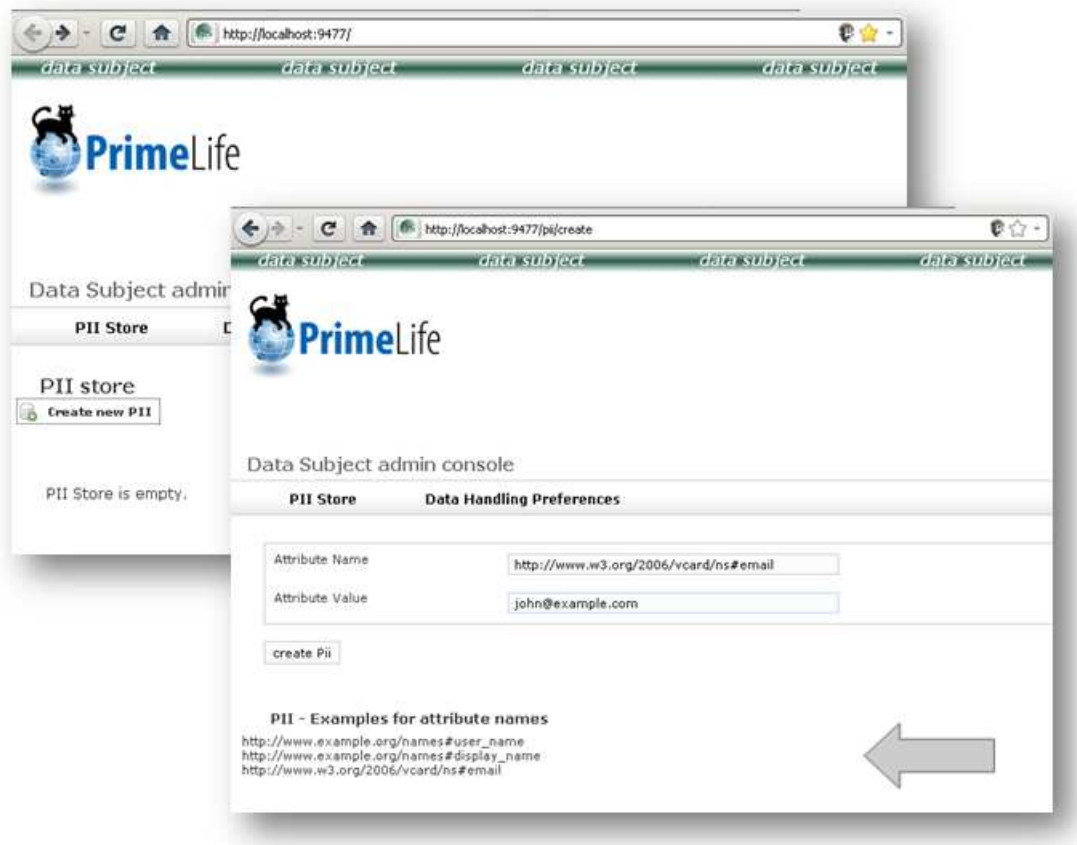 http://localhost:9477/
data subject data subject data subject data subject
PrimeLife
Data Subject admin
PII Store D
PII store
Create new PII
PII Store is empty.
http://localhost:9477/pii/create
data subject data subject data subject data subject
PrimeLife
Data Subject admin console
PII Store Data Handling Preferences
Attribute Name http://www.w3.org/2006/vcard/ns#email
Attribute Value john@example.com
create Pii
PII - Examples for attribute names
http://www.example.org/names#user_name
http://www.example.org/names#display_name
http://www.w3.org/2006/vcard/ns#email